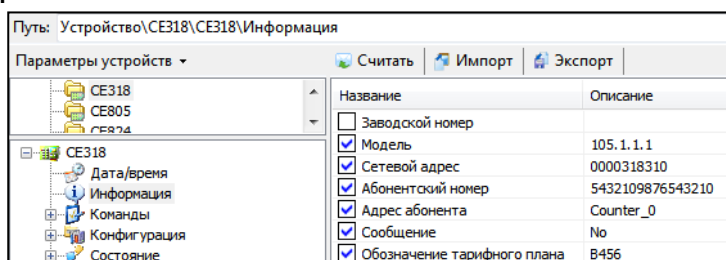 Путь: Устройство\CE318\CE318\Информация
Параметры устройств
Считать Импорт Экспорт
CE318
CE805
CE824
CE318
Дата/время
Информация
Команды
Конфигурация
Состояние
Название Описание
Заводской номер
Модель 105.1.1.1
Сетевой адрес 0000318310
Абонентский номер 5432109876543210
Адрес абонента Counter_0
Сообщение No
Обозначение тарифного плана B456